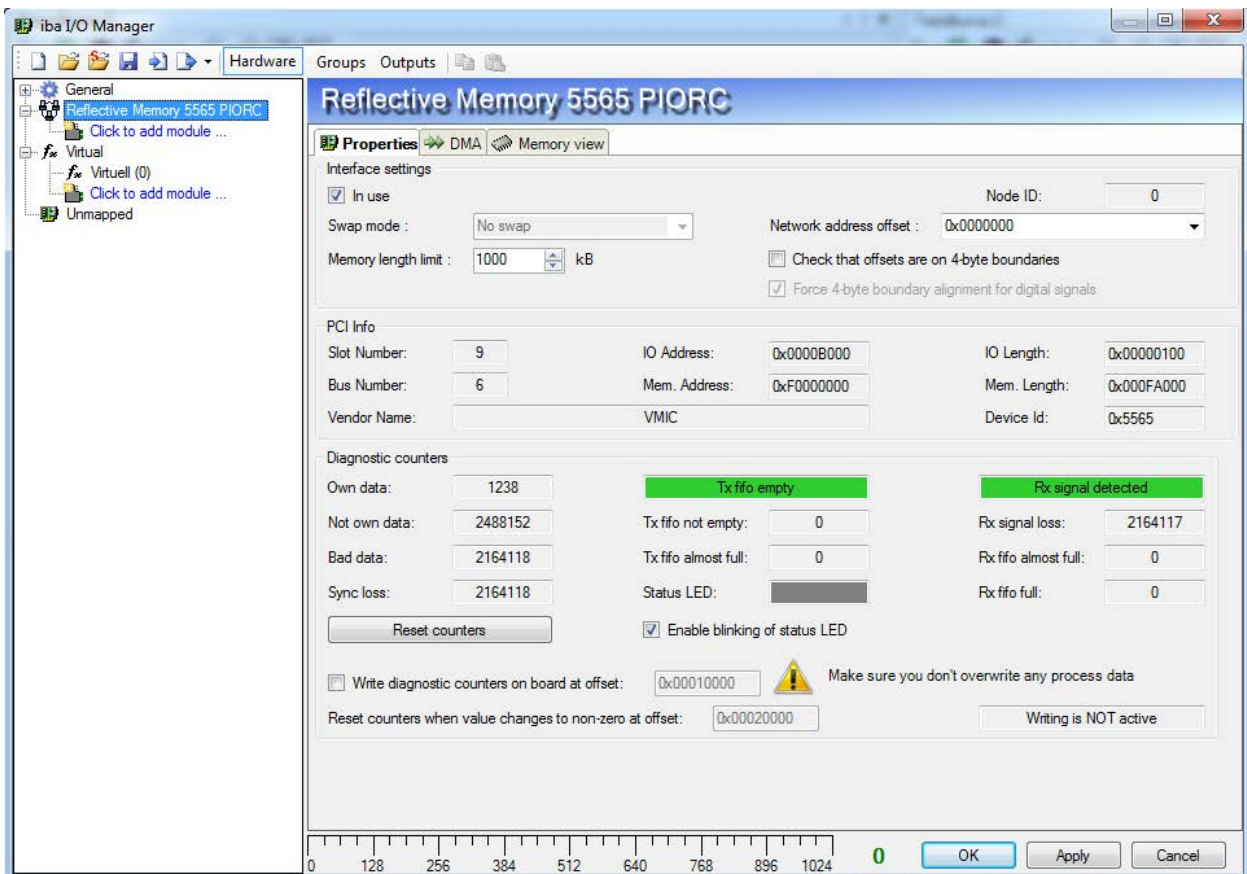 iba I/O Manager
Hardware Groups Outputs
General
Reflective Memory 5565 PIORC
Click to add module ...
Virtual
Virtuell (0)
Click to add module ...
Unmapped
Reflective Memory 5565 PIORC
Properties DMA Memory view
Interface settings
In use Node ID: 0
Swap mode : No swap Network address offset : 0x0000000
Memory length limit : 1000 kB Check that offsets are on 4-byte boundaries
Force 4-byte boundary alignment for digital signals
PCI Info
Slot Number: 9 IO Address: 0x0000B000 IO Length: 0x00000100
Bus Number: 6 Mem. Address: 0xF0000000 Mem. Length: 0x000FA000
Vendor Name: VMIC Device Id: 0x5565
Diagnostic counters
Own data: 1238 Tx fifo empty Rx signal detected
Not own data: 2488152 Tx fifo not empty: 0 Rx signal loss: 2164117
Bad data: 2164118 Tx fifo almost full: 0 Rx fifo almost full: 0
Sync loss: 2164118 Status LED: Rx fifo full: 0
Reset counters Enable blinking of status LED
Write diagnostic counters on board at offset: 0x00010000 Make sure you don't overwrite any process data
Reset counters when value changes to non-zero at offset: 0x00020000 Writing is NOT active
0 128 256 384 512 640 768 896 1024 0 OK Apply Cancel